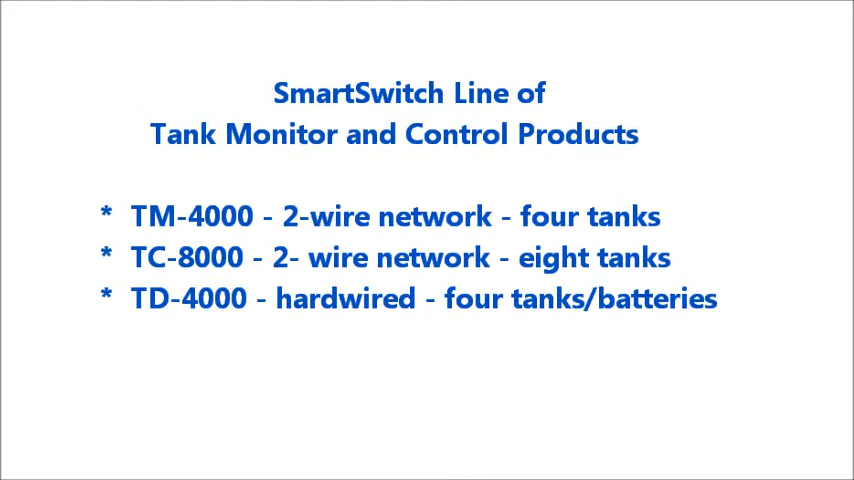 SmartSwitch Line of
Tank Monitor and Control Products
* TM-4000 - 2-wire network - four tanks
* TC-8000 - 2- wire network - eight tanks
* TD-4000 - hardwired - four tanks/batteries